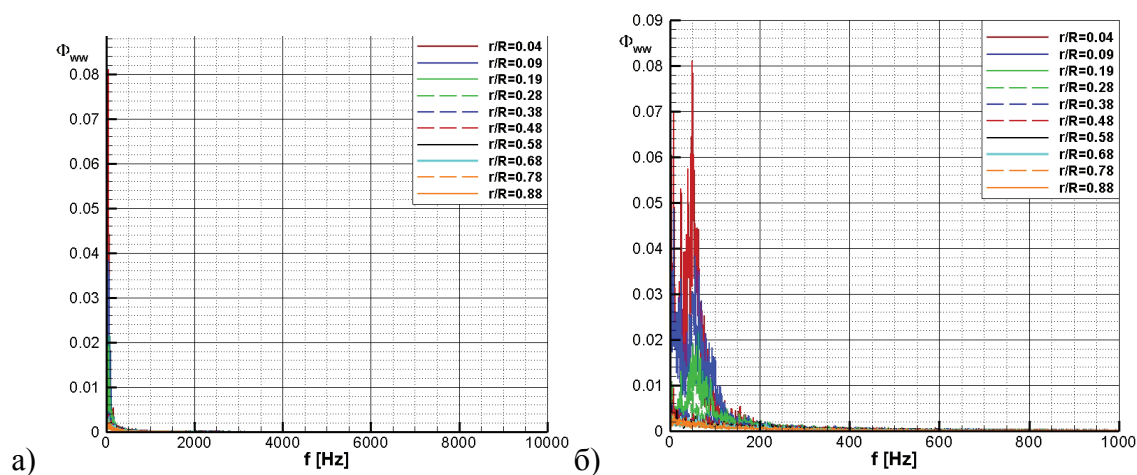 Φww
0.08
0.07
0.06
0.05
0.04
0.03
0.02
0.01
0
0 2000 4000 6000 8000 10000
f [Hz]
r/R=0.04
r/R=0.09
r/R=0.19
r/R=0.28
r/R=0.38
r/R=0.48
r/R=0.58
r/R=0.68
r/R=0.78
r/R=0.88
а)
0.09
Φww
0.08
0.07
0.06
0.05
0.04
0.03
0.02
0.01
0
0 200 400 600 800 1000
f [Hz]
r/R=0.04
r/R=0.09
r/R=0.19
r/R=0.28
r/R=0.38
r/R=0.48
r/R=0.58
r/R=0.68
r/R=0.78
r/R=0.88
б)